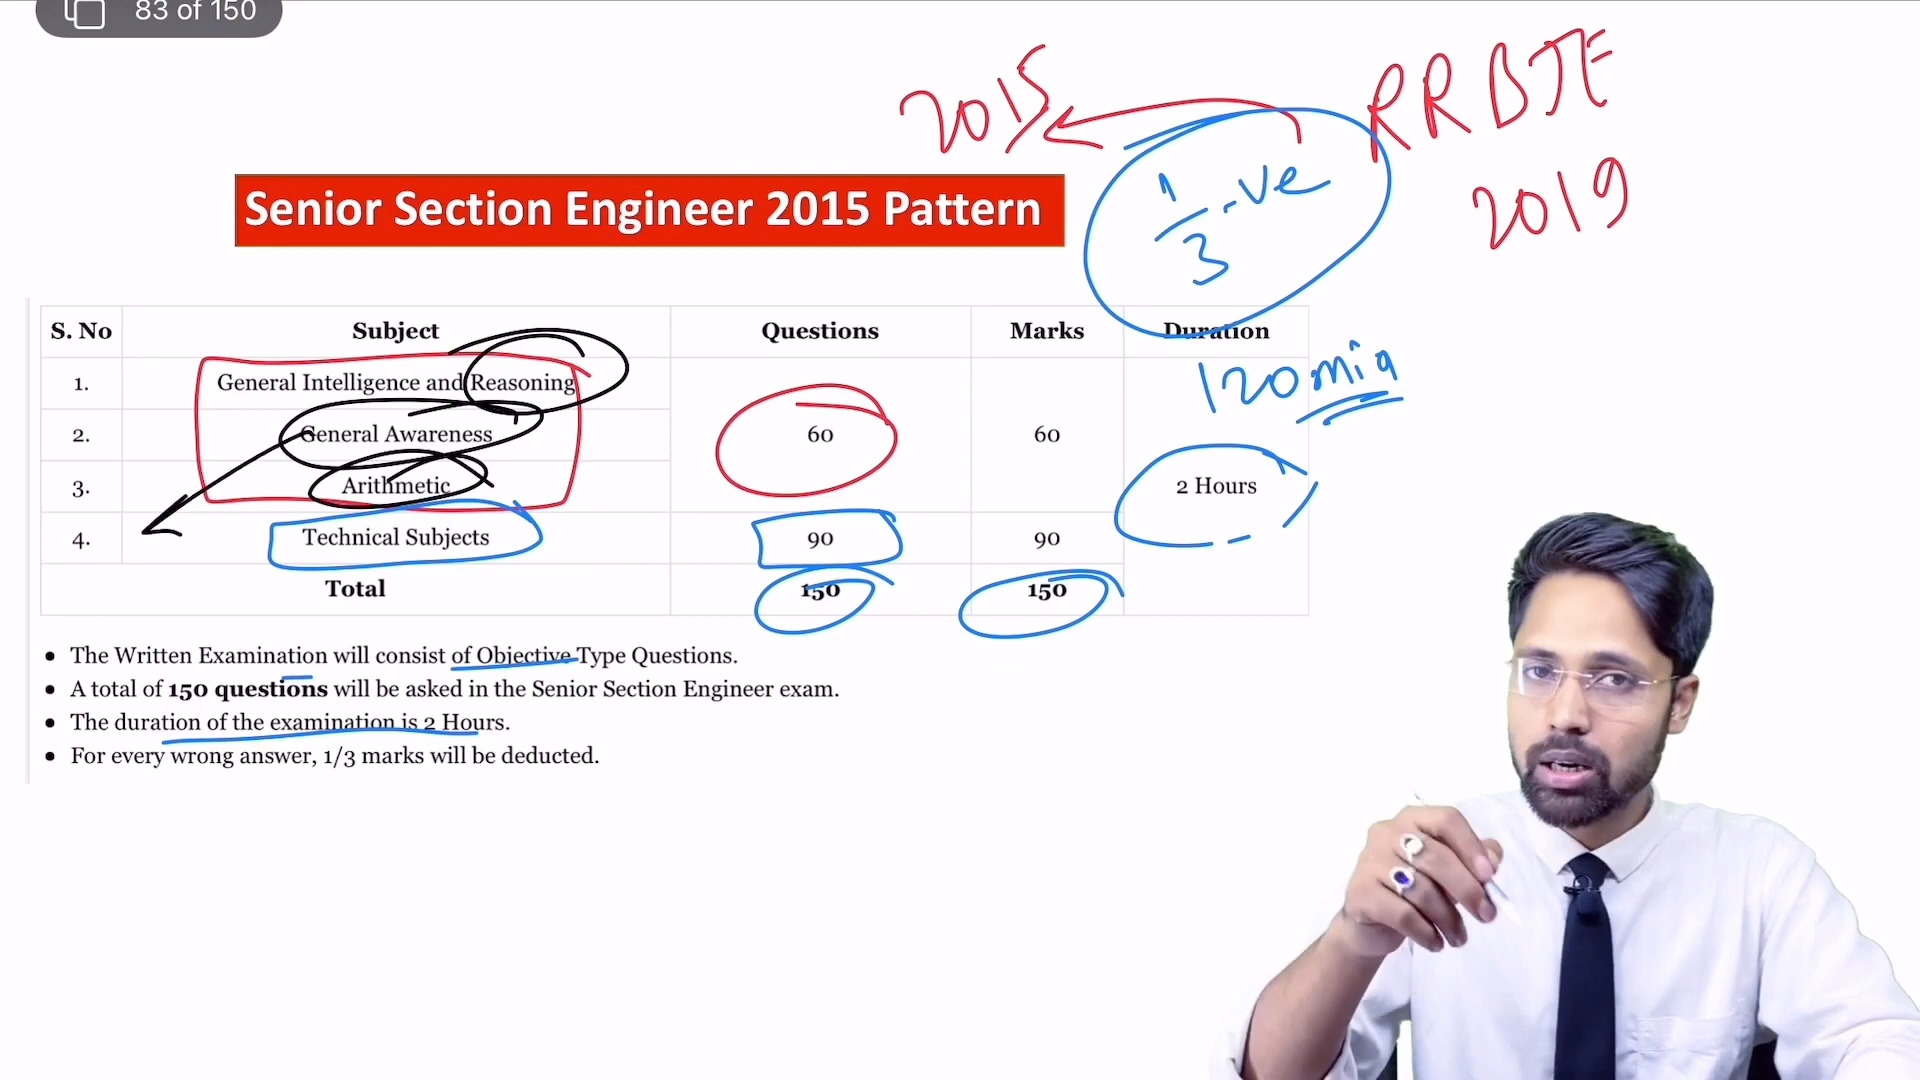 83 of 150
2015
RRBJE
2019
1/3 -ve
Senior Section Engineer 2015 Pattern
S. No Subject Questions Marks Duration
120 min
1. General Intelligence and Reasoning
2. General Awareness 60 60
3. Arithmetic 2 Hours
4. Technical Subjects 90 90
Total 150 150
• The Written Examination will consist of Objective Type Questions.
• A total of 150 questions will be asked in the Senior Section Engineer exam.
• The duration of the examination is 2 Hours.
• For every wrong answer, 1/3 marks will be deducted.